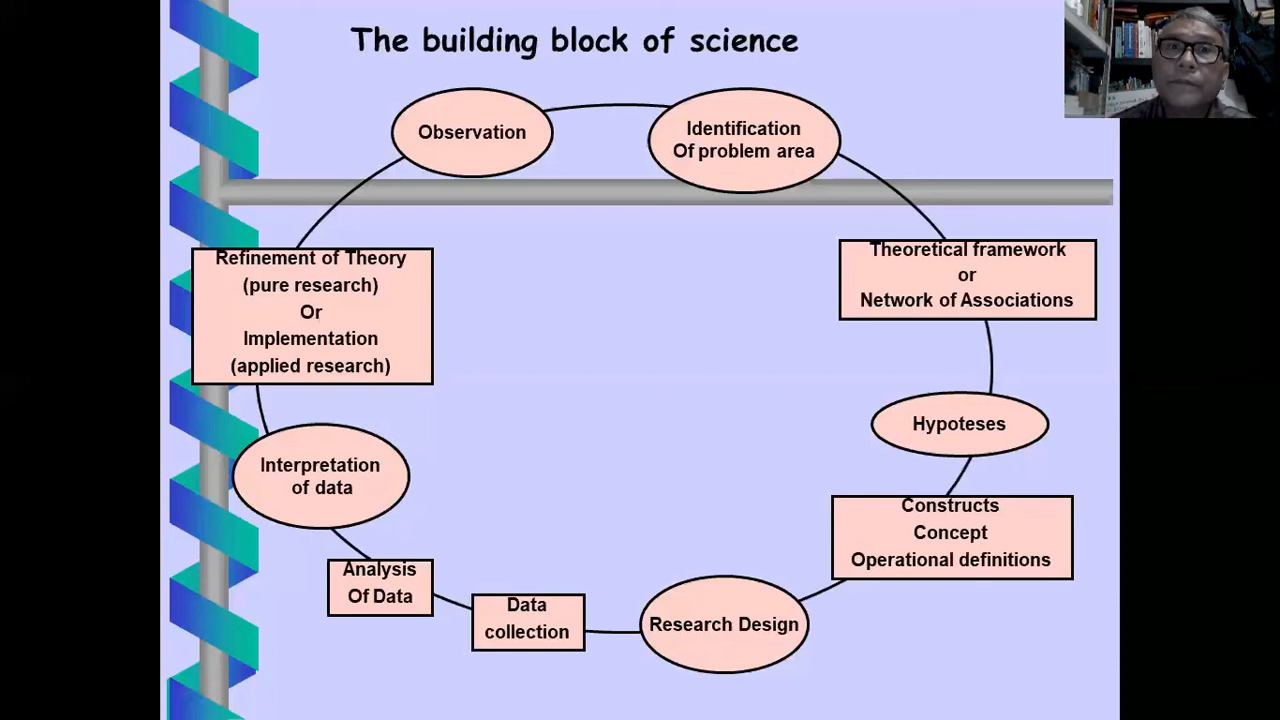 The building block of science
Observation
Identification
Of problem area
Theoretical framework
or
Network of Associations
Hypoteses
Constructs
Concept
Operational definitions
Research Design
Data
collection
Analysis
Of Data
Interpretation
of data
Refinement of Theory
(pure research)
Or
Implementation
(applied research)